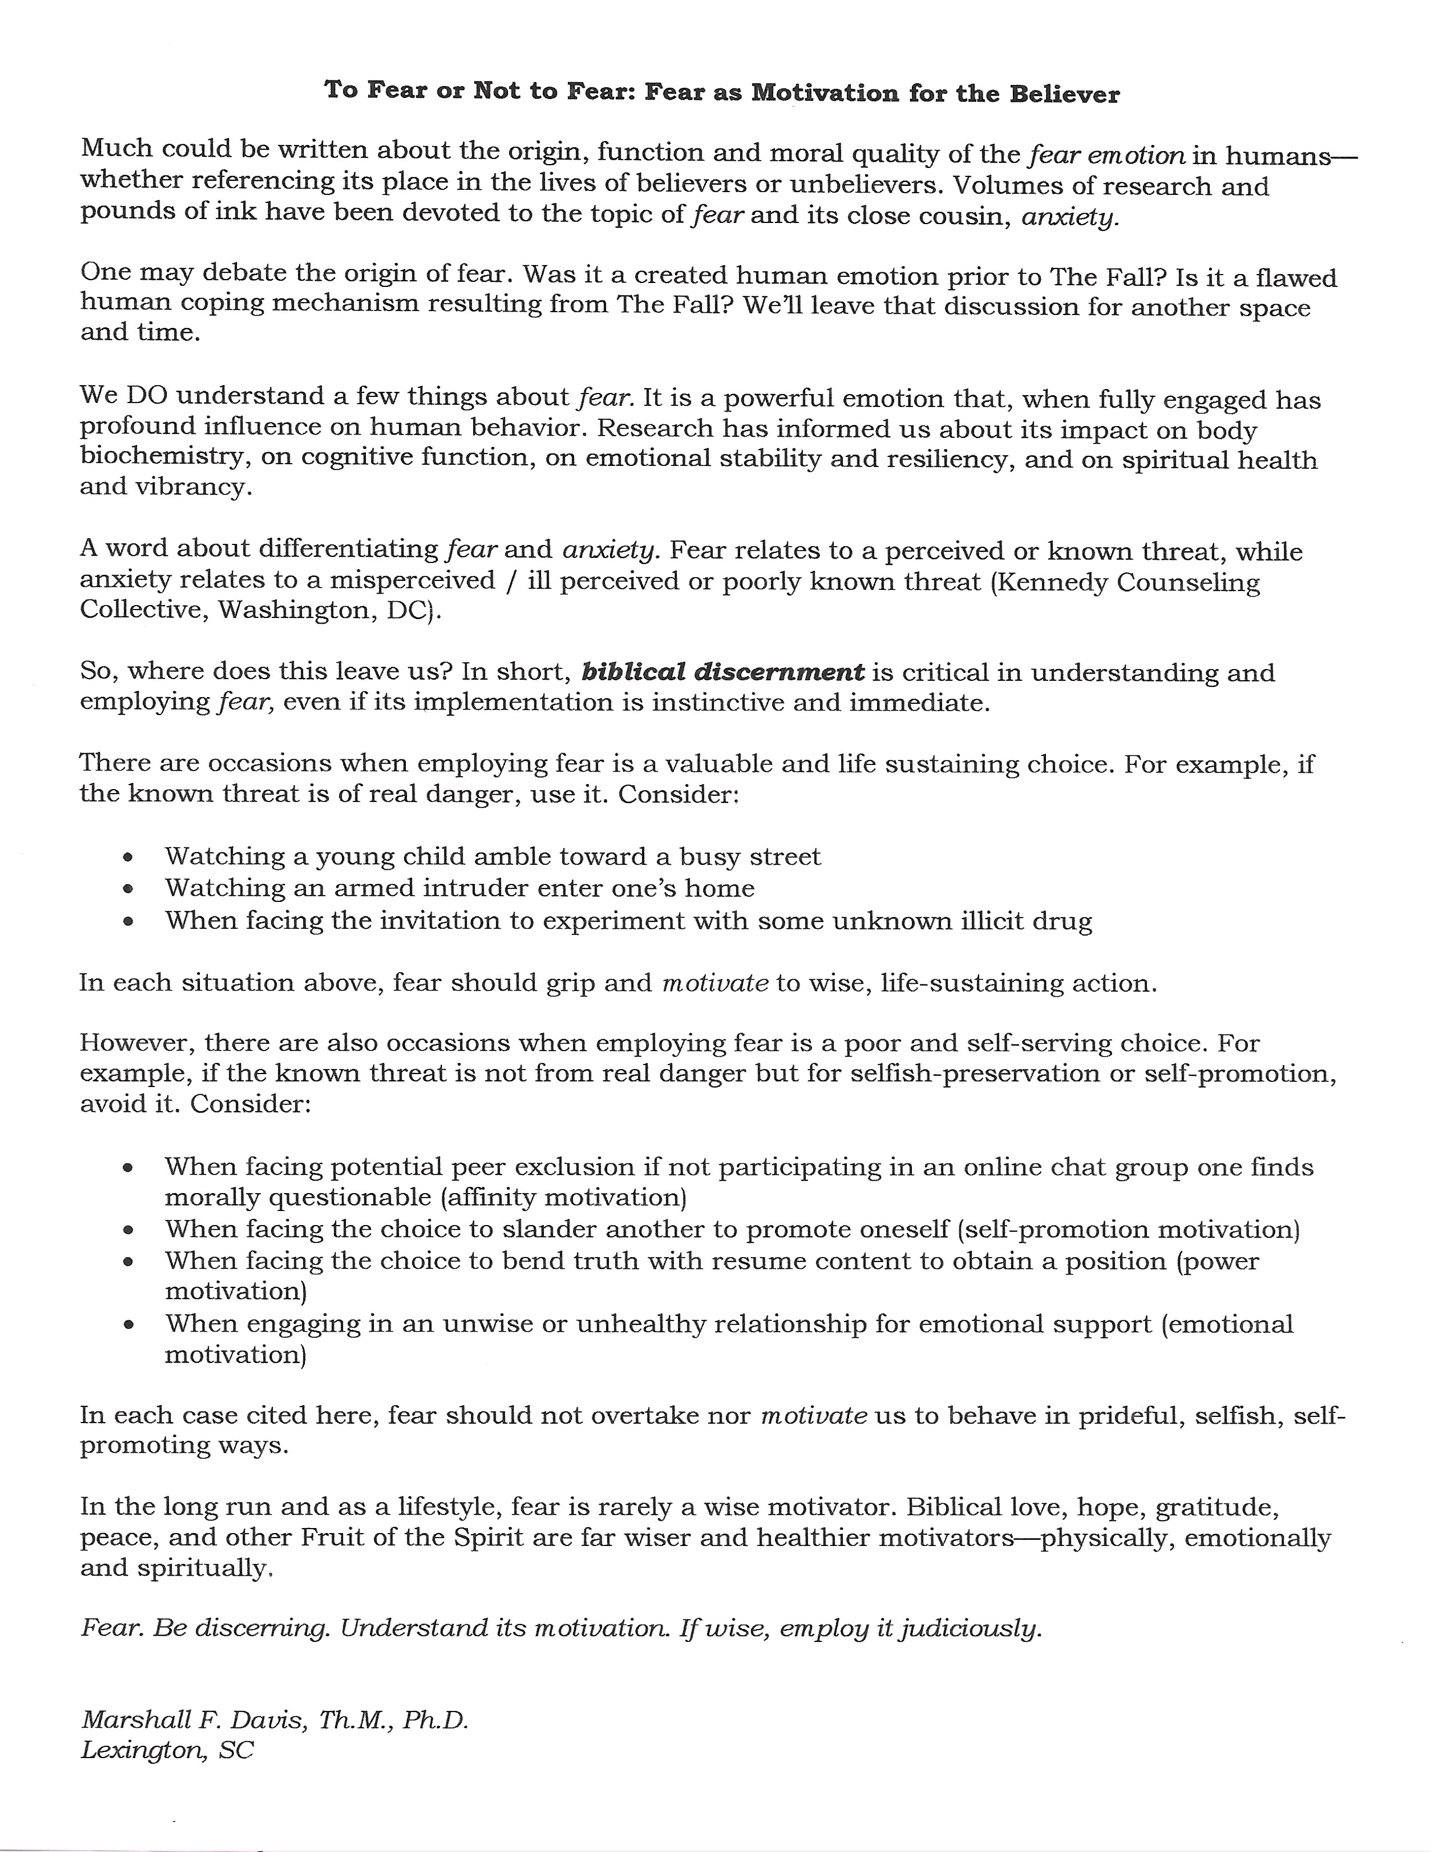 To Fear or Not to Fear: Fear as Motivation for the Believer
Much could be written about the origin, function and moral quality of the fear emotion in humans—
whether referencing its place in the lives of believers or unbelievers. Volumes of research and
pounds of ink have been devoted to the topic of fear and its close cousin, anxiety.
One may debate the origin of fear. Was it a created human emotion prior to The Fall? Is it a flawed
human coping mechanism resulting from The Fall? We'll leave that discussion for another space
and time.
We DO understand a few things about fear. It is a powerful emotion that, when fully engaged has
profound influence on human behavior. Research has informed us about its impact on body
biochemistry, on cognitive function, on emotional stability and resiliency, and on spiritual health
and vibrancy.
A word about differentiating fear and anxiety. Fear relates to a perceived or known threat, while
anxiety relates to a misperceived / ill perceived or poorly known threat (Kennedy Counseling
Collective, Washington, DC).
So, where does this leave us? In short, biblical discernment is critical in understanding and
employing fear, even if its implementation is instinctive and immediate.
There are occasions when employing fear is a valuable and life sustaining choice. For example, if
the known threat is of real danger, use it. Consider:
• Watching a young child amble toward a busy street
• Watching an armed intruder enter one's home
• When facing the invitation to experiment with some unknown illicit drug
In each situation above, fear should grip and motivate to wise, life-sustaining action.
However, there are also occasions when employing fear is a poor and self-serving choice. For
example, if the known threat is not from real danger but for selfish-preservation or self-promotion,
avoid it. Consider:
• When facing potential peer exclusion if not participating in an online chat group one finds
morally questionable (affinity motivation)
• When facing the choice to slander another to promote oneself (self-promotion motivation)
• When facing the choice to bend truth with resume content to obtain a position (power
motivation)
• When engaging in an unwise or unhealthy relationship for emotional support (emotional
motivation)
In each case cited here, fear should not overtake nor motivate us to behave in prideful, selfish, self-
promoting ways.
In the long run and as a lifestyle, fear is rarely a wise motivator. Biblical love, hope, gratitude,
peace, and other Fruit of the Spirit are far wiser and healthier motivators—physically, emotionally
and spiritually.
Fear. Be discerning. Understand its motivation. If wise, employ it judiciously.
Marshall F. Davis, Th.M., Ph.D.
Lexington, SC